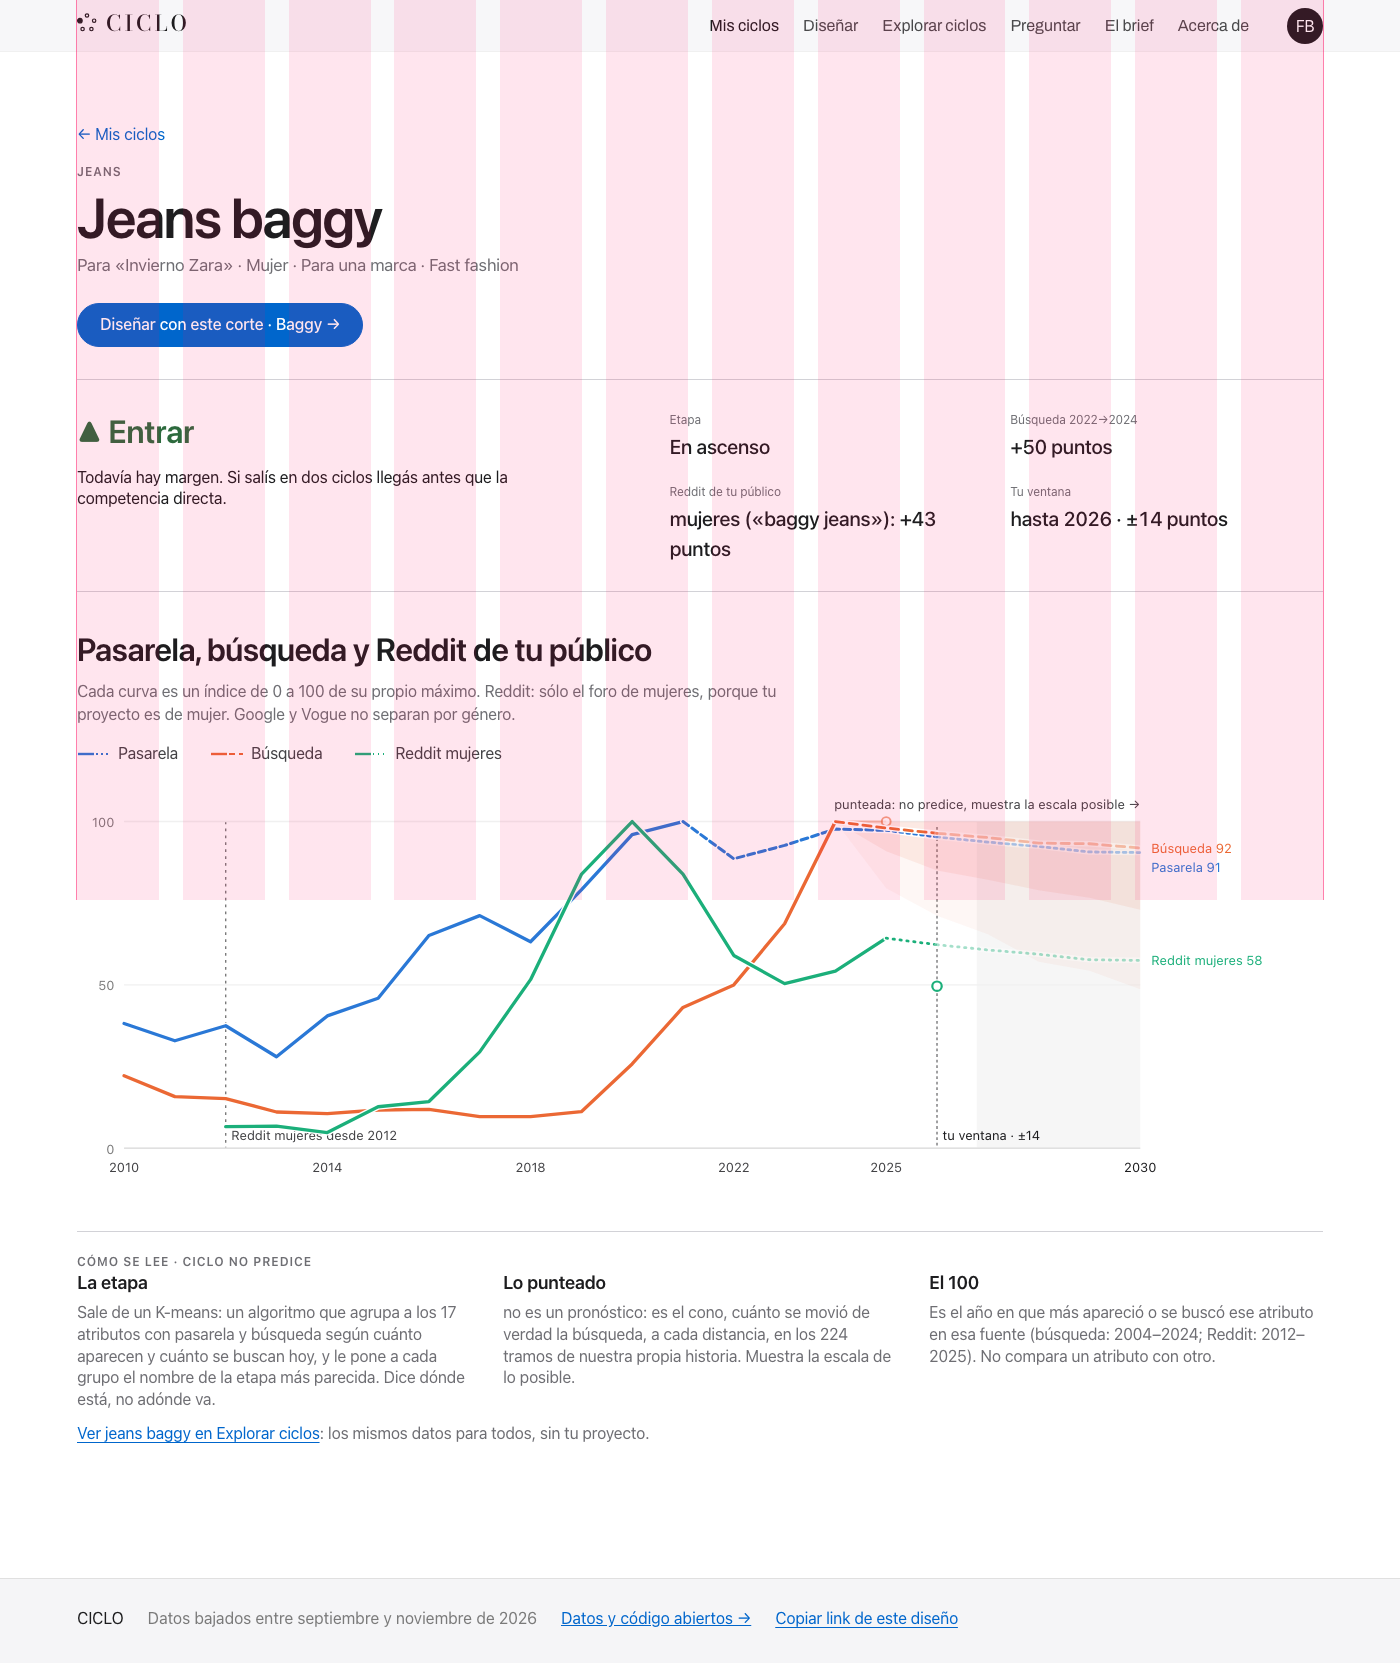 CICLO
Mis ciclos Diseñar Explorar ciclos Preguntar El brief Acerca de FB
← Mis ciclos
JEANS
Jeans baggy
Para «Invierno Zara» · Mujer · Para una marca · Fast fashion
Diseñar con este corte · Baggy →
Entrar
Todavía hay margen. Si salís en dos ciclos llegás antes que la
competencia directa.
Etapa
En ascenso
Búsqueda 2022→2024
+50 puntos
Reddit de tu público
mujeres («baggy jeans»): +43
puntos
Tu ventana
hasta 2026 · ±14 puntos
Pasarela, búsqueda y Reddit de tu público
Cada curva es un índice de 0 a 100 de su propio máximo. Reddit: sólo el foro de mujeres, porque tu
proyecto es de mujer. Google y Vogue no separan por género.
Pasarela Búsqueda Reddit mujeres
punteada: no predice, muestra la escala posible →
100
Búsqueda 92
Pasarela 91
Reddit mujeres 58
50
Reddit mujeres desde 2012
tu ventana · ±14
0
2010 2014 2018 2022 2025 2030
CÓMO SE LEE · CICLO NO PREDICE
La etapa
Sale de un K-means: un algoritmo que agrupa a los 17
atributos con pasarela y búsqueda según cuánto
aparecen y cuánto se buscan hoy, y le pone a cada
grupo el nombre de la etapa más parecida. Dice dónde
está, no adónde va.
Lo punteado
no es un pronóstico: es el cono, cuánto se movió de
verdad la búsqueda, a cada distancia, en los 224
tramos de nuestra propia historia. Muestra la escala de
lo posible.
El 100
Es el año en que más apareció o se buscó ese atributo
en esa fuente (búsqueda: 2004–2024; Reddit: 2012–
2025). No compara un atributo con otro.
Ver jeans baggy en Explorar ciclos: los mismos datos para todos, sin tu proyecto.
CICLO Datos bajados entre septiembre y noviembre de 2026 Datos y código abiertos → Copiar link de este diseño